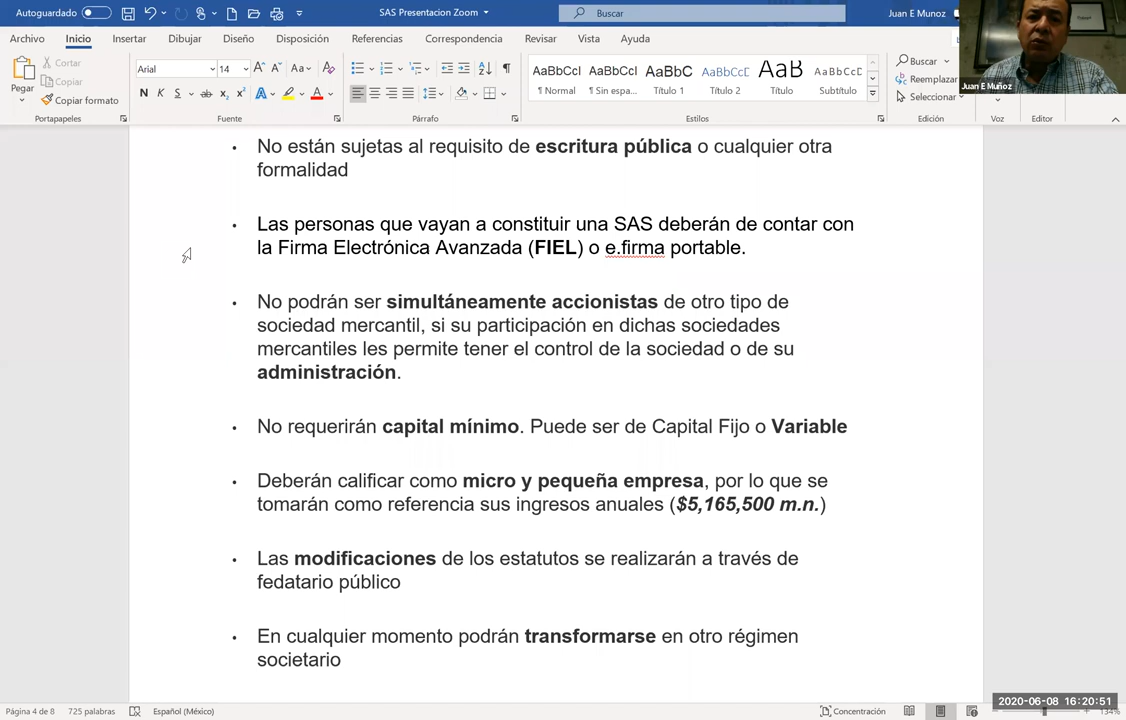 Autoguardado SAS Presentacion Zoom Buscar Juan E Munoz
Archivo Inicio Insertar Dibujar Diseño Disposición Referencias Correspondencia Revisar Vista Ayuda
Pegar
Cortar
Copiar
Copiar formato
Portapapeles
Arial 14
Fuente
Párrafo
AaBbCcI AaBbCcI AaBbC AaBbCcD AaB AaBbCcD
¶ Normal ¶ Sin espa... Título 1 Título 2 Título Subtítulo
Estilos
Buscar
Reemplazar
Seleccionar
Edición
Voz
Editor
Juan E Muñoz
• No están sujetas al requisito de escritura pública o cualquier otra
formalidad
• Las personas que vayan a constituir una SAS deberán de contar con
la Firma Electrónica Avanzada (FIEL) o e.firma portable.
• No podrán ser simultáneamente accionistas de otro tipo de
sociedad mercantil, si su participación en dichas sociedades
mercantiles les permite tener el control de la sociedad o de su
administración.
• No requerirán capital mínimo. Puede ser de Capital Fijo o Variable
• Deberán calificar como micro y pequeña empresa, por lo que se
tomarán como referencia sus ingresos anuales ($5,165,500 m.n.)
• Las modificaciones de los estatutos se realizarán a través de
fedatario público
• En cualquier momento podrán transformarse en otro régimen
societario
Página 4 de 8 725 palabras Español (México) Concentración 134%
2020-06-08 16:20:51